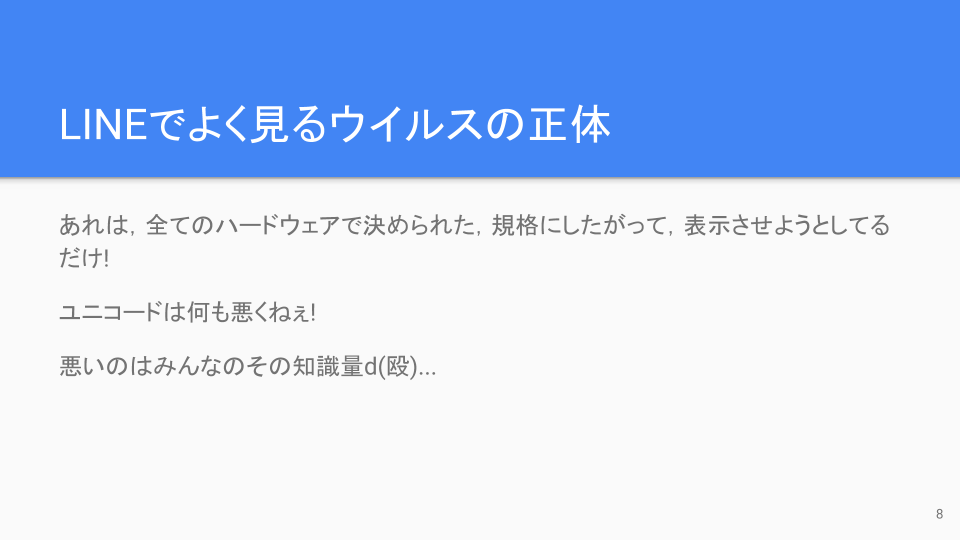 LINEでよく見るウイルスの正体
あれは, 全てのハードウェアで決められた, 規格にしたがって, 表示させようとしてる
だけ!
ユニコードは何も悪くねぇ!
悪いのはみんなのその知識量d(殴)...
8